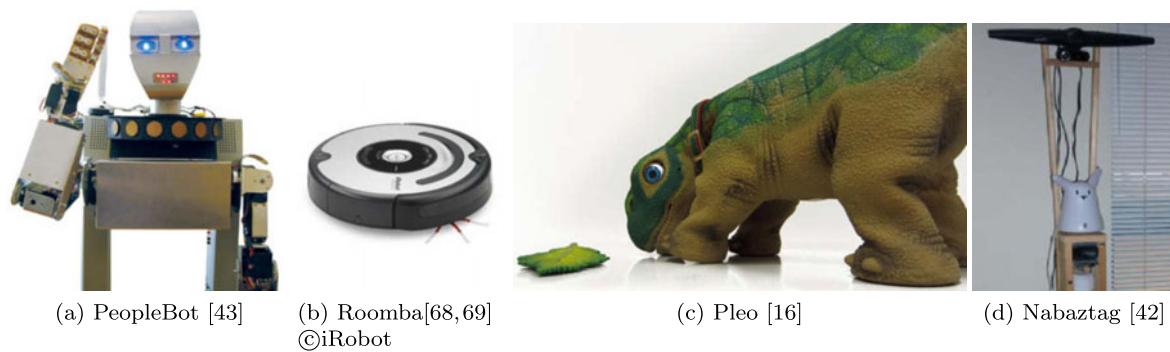 (a) PeopleBot [43]
(b) Roomba[68,69]
©iRobot
(c) Pleo [16]
(d) Nabaztag [42]